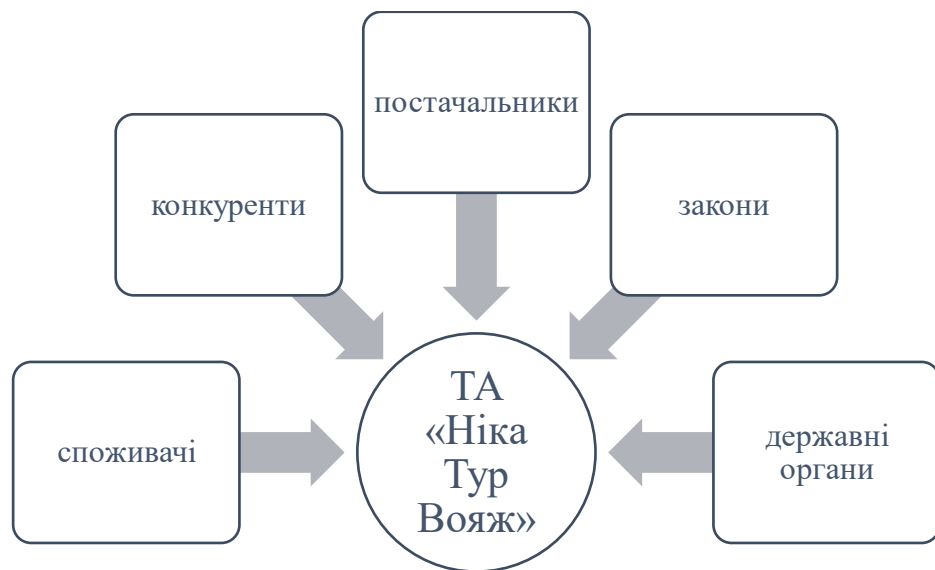 постачальники
конкуренти
закони
споживачі
ТА
«Ніка
Тур
Вояж»
державні
органи